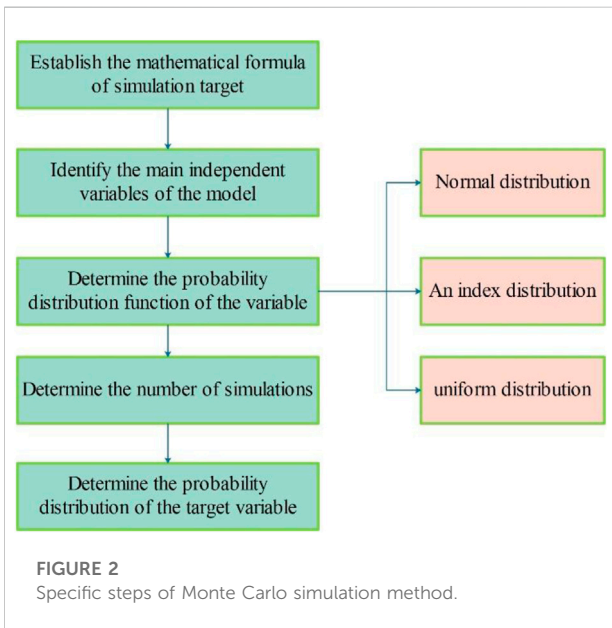 Establish the mathematical formula
of simulation target
Identify the main independent
variables of the model
Normal distribution
Determine the probability
distribution function of the variable
An index distribution
Determine the number of simulations
uniform distribution
Determine the probability
distribution of the target variable
FIGURE 2
Specific steps of Monte Carlo simulation method.